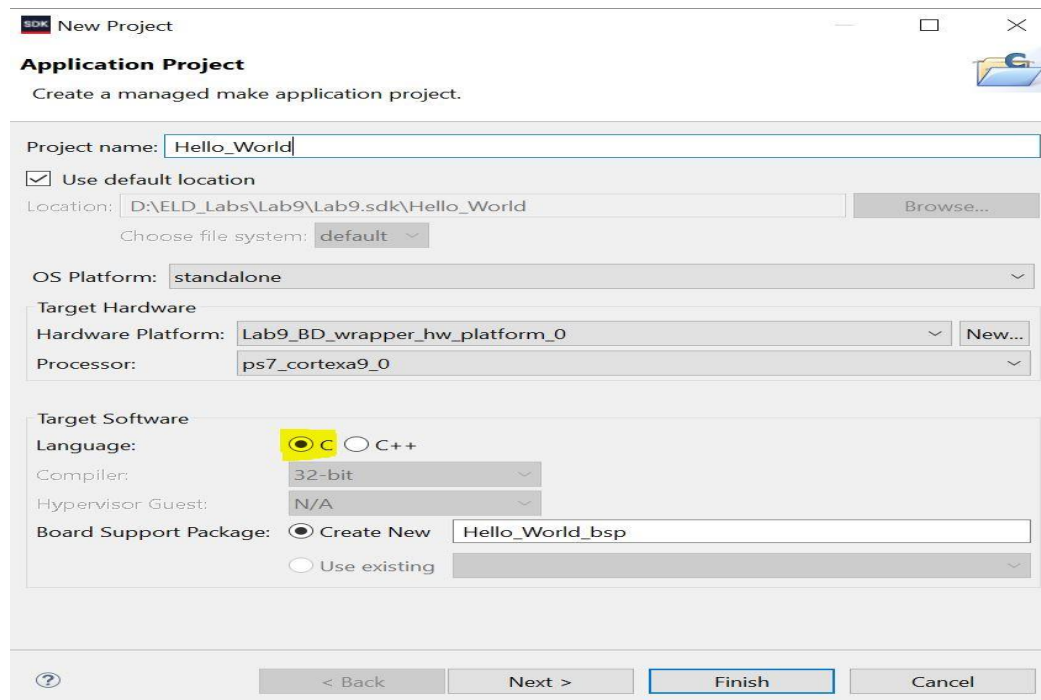 SDK New Project
Application Project
Create a managed make application project.
Project name: Hello_World
Use default location
Location: D:\ELD_Labs\Lab9\Lab9.sdk\Hello_World Browse...
Choose file system: default
OS Platform: standalone
Target Hardware
Hardware Platform: Lab9_BD_wrapper_hw_platform_0 New...
Processor: ps7_cortexa9_0
Target Software
Language: C C++
Compiler: 32-bit
Hypervisor Guest: N/A
Board Support Package: Create New Hello_World_bsp
Use existing
? < Back Next > Finish Cancel